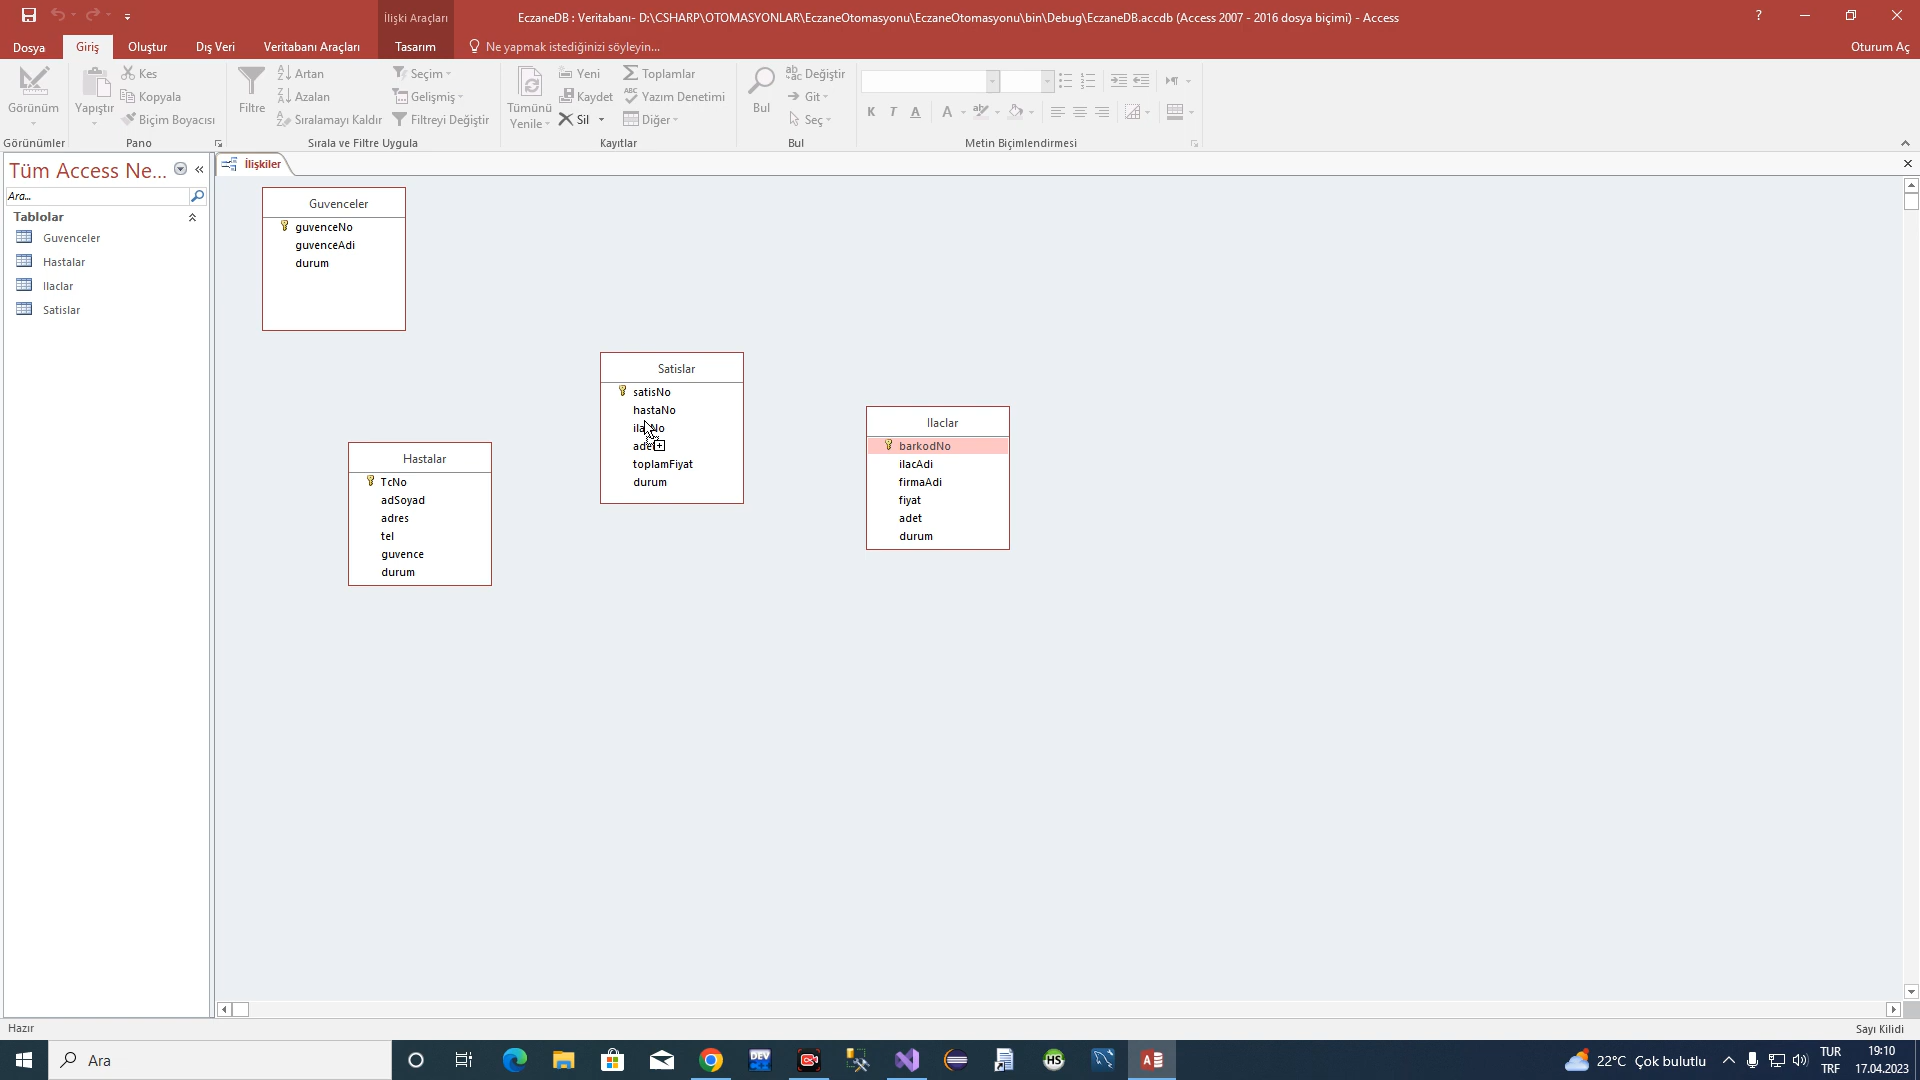 İlişki Araçları
EczaneDB : Veritabanı- D:\CSHARP\OTOMASYONLAR\EczaneOtomasyonu\EczaneOtomasyonu\bin\Debug\EczaneDB.accdb (Access 2007 - 2016 dosya biçimi) - Access
?
Dosya
Giriş
Oluştur
Dış Veri
Veritabanı Araçları
Tasarım
Ne yapmak istediğinizi söyleyin...
Oturum Aç
Görünüm
Görünümler
Yapıştır
Kes
Kopyala
Biçim Boyacısı
Pano
Filtre
Artan
Azalan
Sıralamayı Kaldır
Seçim
Gelişmiş
Filtreyi Değiştir
Sırala ve Filtre Uygula
Tümünü
Yenile
Yeni
Kaydet
Sil
Toplamlar
Yazım Denetimi
Diğer
Kayıtlar
Bul
Değiştir
Git
Seç
Bul
K T A A
Metin Biçimlendirmesi
Tüm Access Ne...
Ara...
Tablolar
Guvenceler
Hastalar
Ilaclar
Satislar
İlişkiler
Guvenceler
guvenceNo
guvenceAdi
durum
Satislar
satisNo
hastaNo
toplamFiyat
durum
Hastalar
TcNo
adSoyad
adres
tel
guvence
durum
Ilaclar
barkodNo
ilacAdi
firmaAdi
fiyat
adet
durum
Hazır
Sayı Kilidi
Ara
DEV
HS
22°C Çok bulutlu
TUR
TRF
19:10
17.04.2023